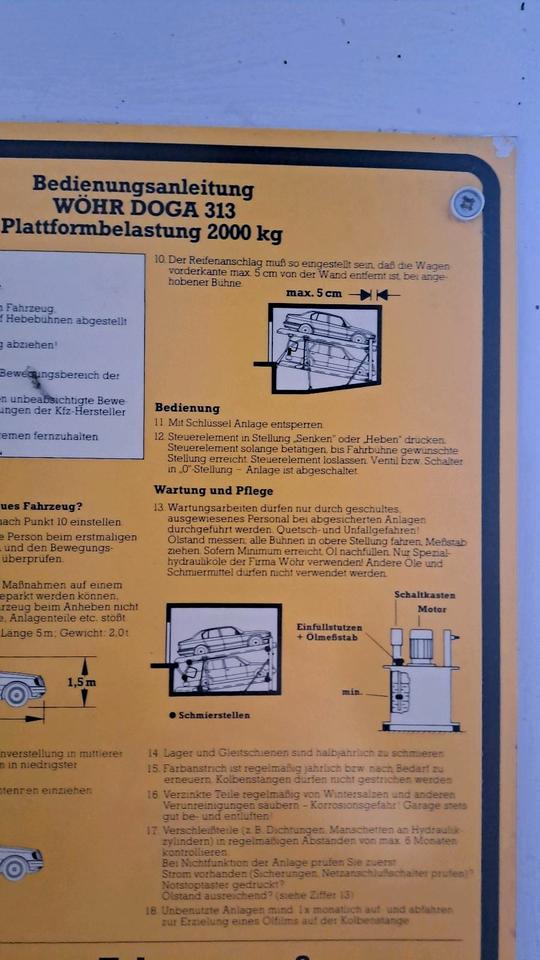 Bedienungsanleitung
WÖHR DOGA 313
Plattformbelastung 2000 kg
Fahrzeug.
Hebebühnen abgestellt
abziehen!
Bewegungsbereich der
unbeabsichtigte Bewe-
ungen der Kfz-Hersteller
fernzuhalten
ues Fahrzeug?
nach Punkt 10 einstellen.
e Person beim erstmaligen
und den Bewegungs-
überprüfen.
Maßnahmen auf einem
geparkt werden können,
rzeug beim Anheben nicht
e, Anlagenteile etc. stößt
Länge 5 m; Gewicht: 2,0 t
1,5 m
nverstellung in mittlerer
n in niedrigster
einziehen
10. Der Reifenanschlag muß so eingestellt sein, daß die Wagen
vorderkante max. 5 cm von der Wand entfernt ist, bei ange-
hobener Bühne.
max. 5 cm
Bedienung
11. Mit Schlüssel Anlage entsperren.
12. Steuerelement in Stellung „Senken" oder „Heben" drücken.
Steuerelement solange betätigen, bis Fahrbühne gewünschte
Stellung erreicht. Steuerelement loslassen. Ventil bzw. Schalter
in „0"-Stellung – Anlage ist abgeschaltet.
Wartung und Pflege
13. Wartungsarbeiten dürfen nur durch geschultes,
ausgewiesenes Personal bei abgesicherten Anlagen
durchgeführt werden. Quetsch- und Unfallgefahren!
Ölstand messen, alle Bühnen in obere Stellung fahren, Meßstab
ziehen. Sofern Minimum erreicht, Öl nachfüllen. Nur Spezial-
hydrauliköle der Firma Wöhr verwenden! Andere Öle und
Schmiermittel dürfen nicht verwendet werden.
Schaltkasten
Motor
Einfüllstutzen
+ Ölmeßstab
min.
Schmierstellen
14. Lager und Gleitschienen sind halbjährlich zu schmieren
15. Farbanstrich ist regelmäßig jährlich bzw. nach Bedarf zu
erneuern. Kolbenstangen dürfen nicht gestrichen werden
16. Verzinkte Teile regelmäßig von Wintersalzen und anderen
Verunreinigungen säubern – Korrosionsgefahr! Garage stets
gut be- und entlüften!
17. Verschleißteile (z.B. Dichtungen, Manschetten an Hydraulik-
zylindern) in regelmäßigen Abständen von max. 6 Monaten
kontrollieren.
Bei Nichtfunktion der Anlage prüfen Sie zuerst
Strom vorhanden (Sicherungen, Netzanschlußschalter prüfen)?
Notstoptaster gedrückt?
Ölstand ausreichend? (siehe Ziffer 13)
18. Unbenutzte Anlagen mind. 1x monatlich auf- und abfahren
zur Erzielung eines Ölfilms auf der Kolbenstange